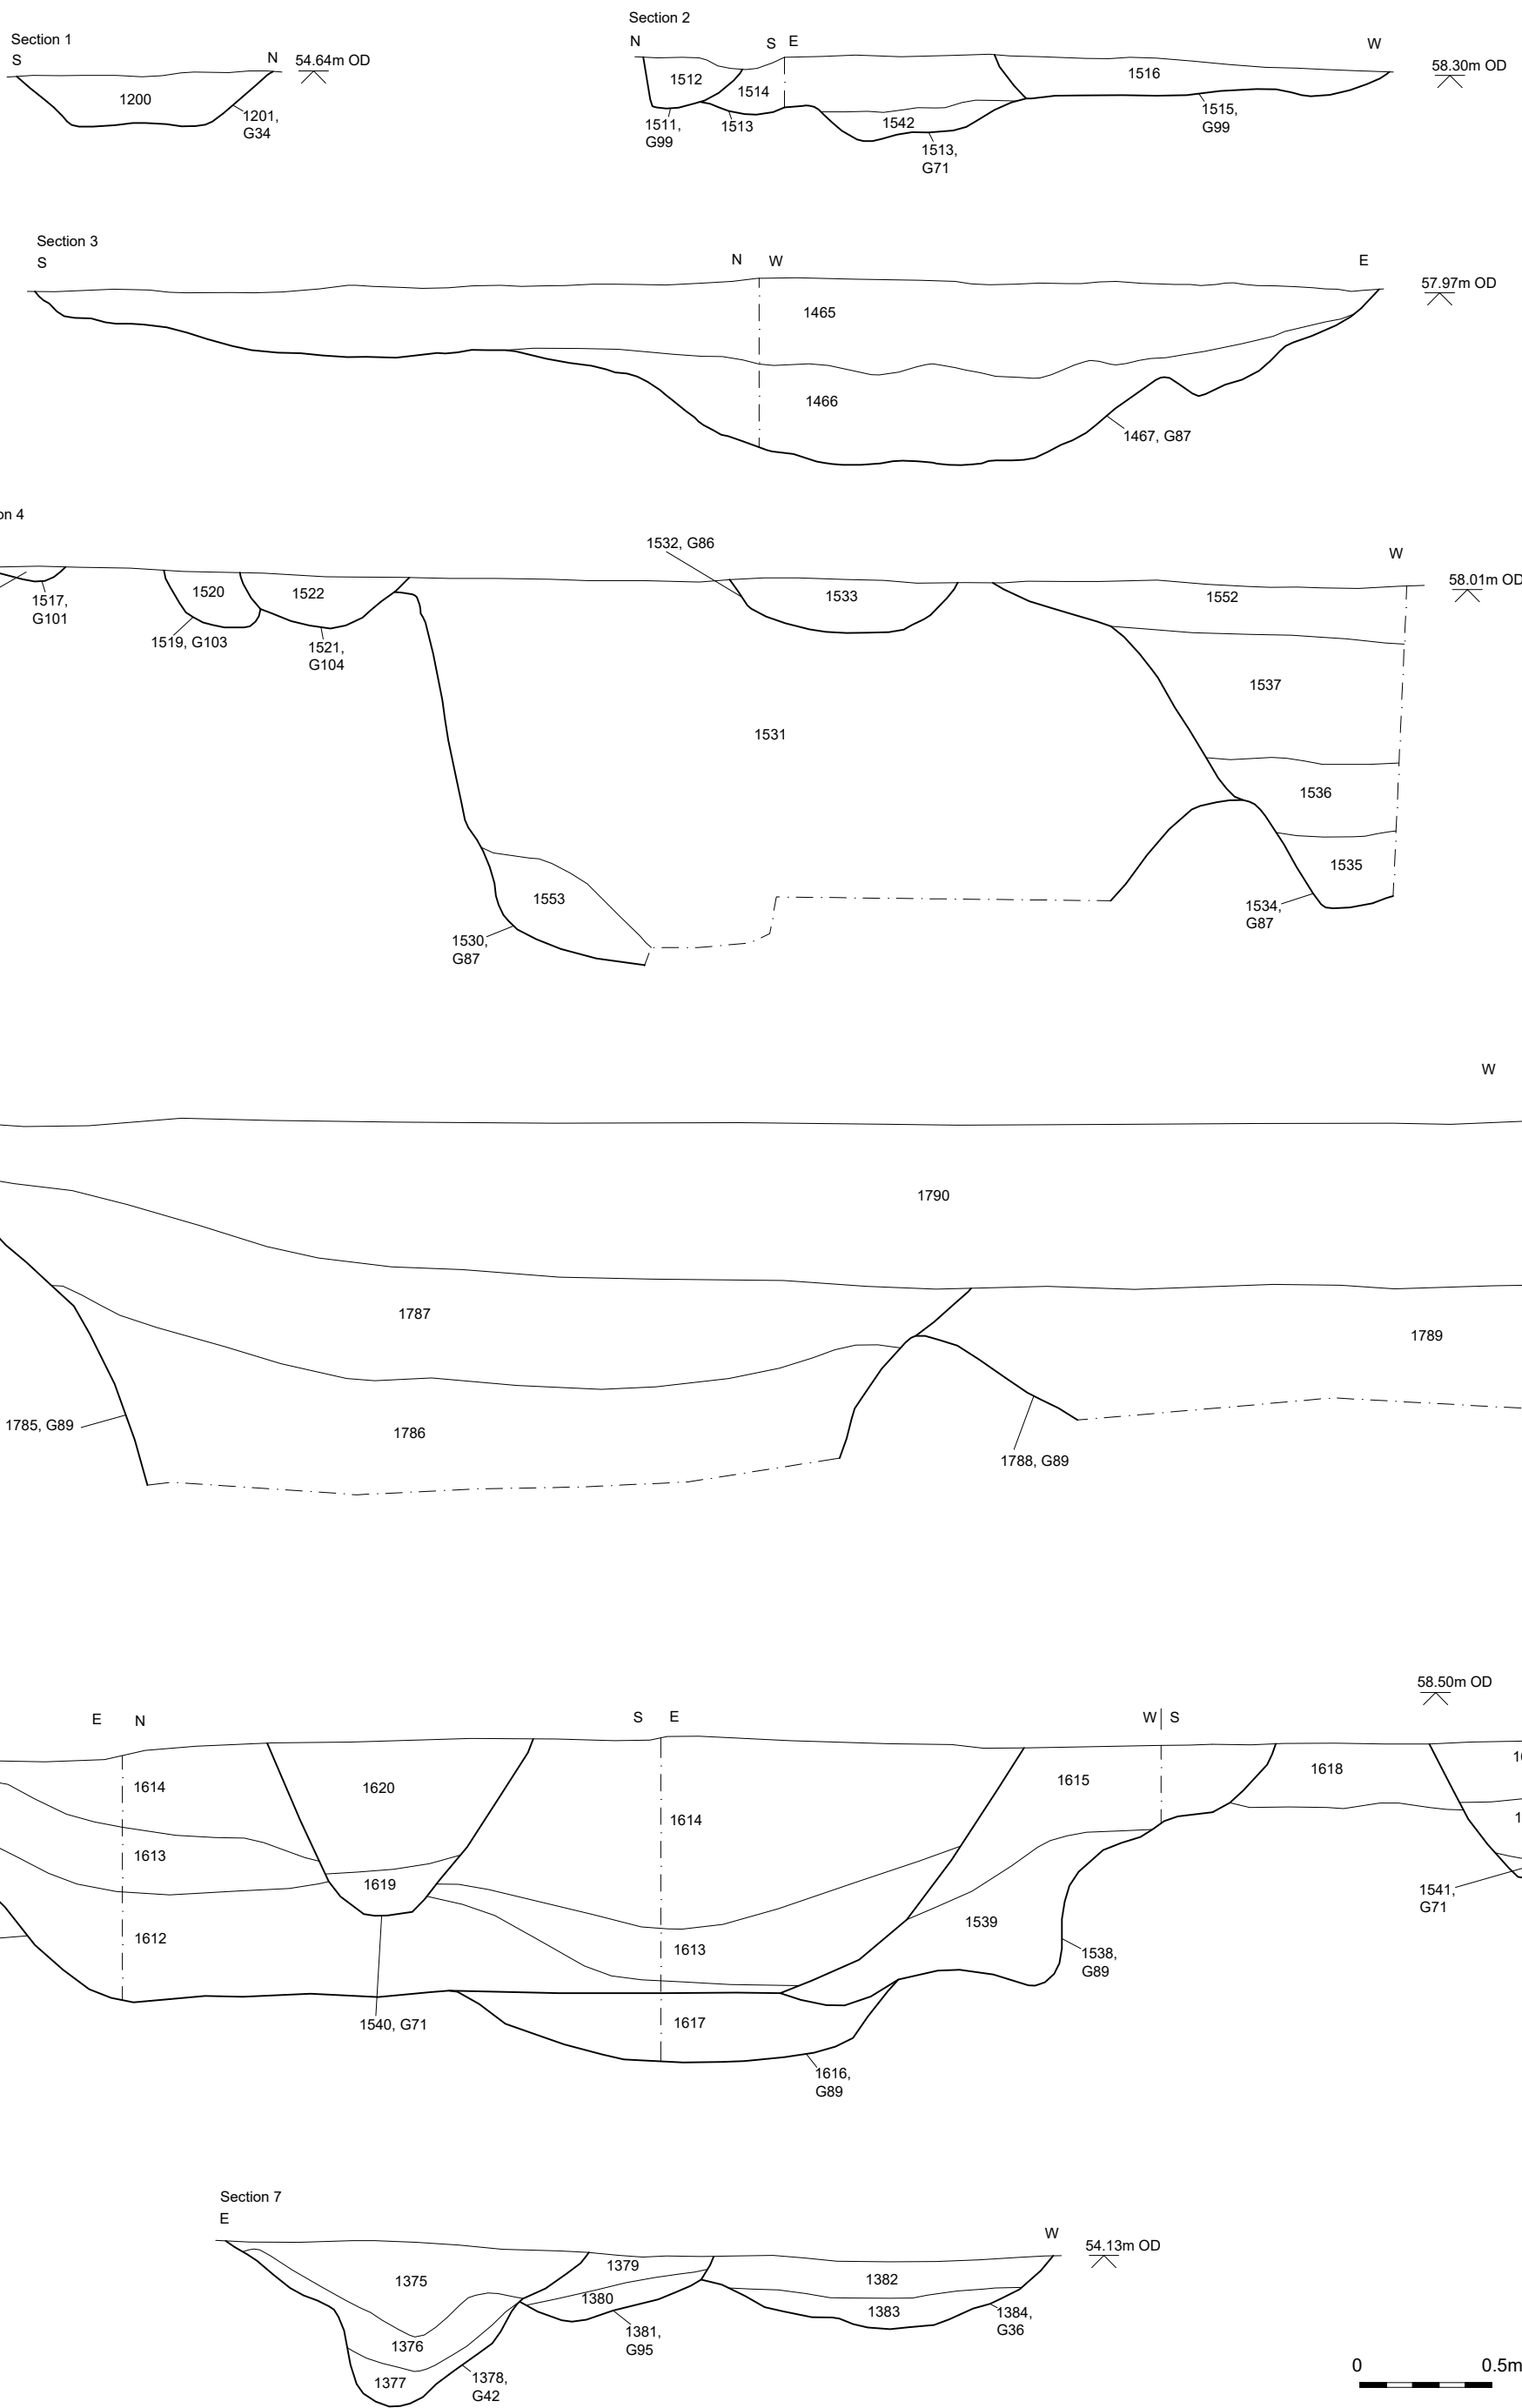 Section 1
S
N
54.64m OD
1200
1201,
G34
Section 2
N
S
E
W
58.30m OD
1512
1514
1516
1511,
G99
1513
1542
1513,
G71
1515,
G99
Section 3
S
N
W
E
57.97m OD
1465
1466
1467, G87
on 4
W
58.01m OD
1532, G86
1517,
G101
1520
1522
1519, G103
1521,
G104
1533
1552
1537
1531
1536
1535
1553
1530,
G87
1534,
G87
W
1790
1787
1789
1785, G89
1786
1788, G89
58.50m OD
E
N
S
E
W
S
1614
1620
1614
1615
1618
1613
1619
1612
1613
1539
1541,
G71
1538,
G89
1540, G71
1617
1616,
G89
Section 7
E
W
54.13m OD
1375
1379
1382
1380
1383
1376
1381,
G95
1384,
G36
1377
1378,
G42
0
0.5m